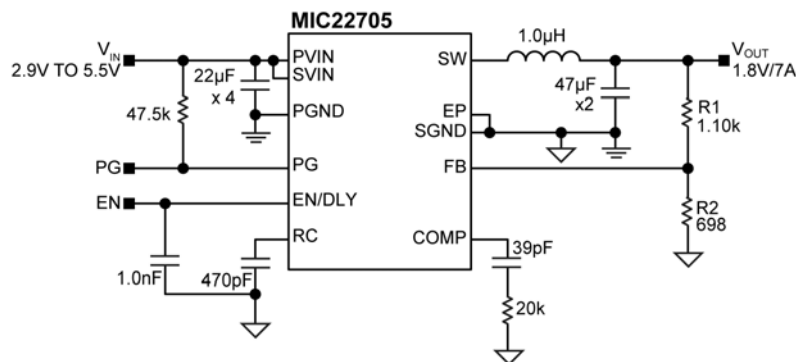 MIC22705
VIN
2.9V TO 5.5V
47.5k
22µF
x 4
PG
EN
1.0nF
470pF
PVIN
SVIN
PGND
PG
EN/DLY
RC
SW
EP
SGND
FB
COMP
1.0µH
47µF
x2
VOUT
1.8V/7A
R1
1.10k
R2
698
39pF
20k